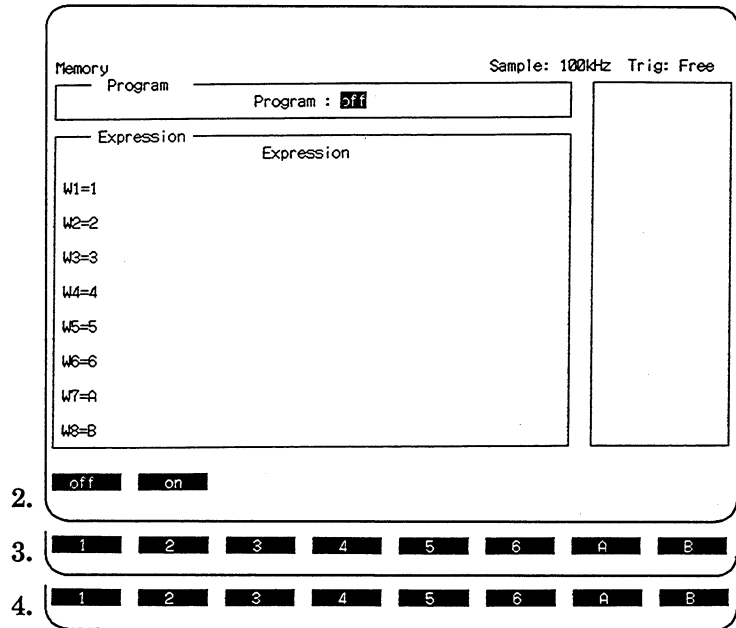 Memory Sample: 100kHz Trig: Free
Program
Program : off
Expression
Expression
W1=1
W2=2
W3=3
W4=4
W5=5
W6=6
W7=A
W8=B
2. off on
3. 1 2 3 4 5 6 A B
4. 1 2 3 4 5 6 A B